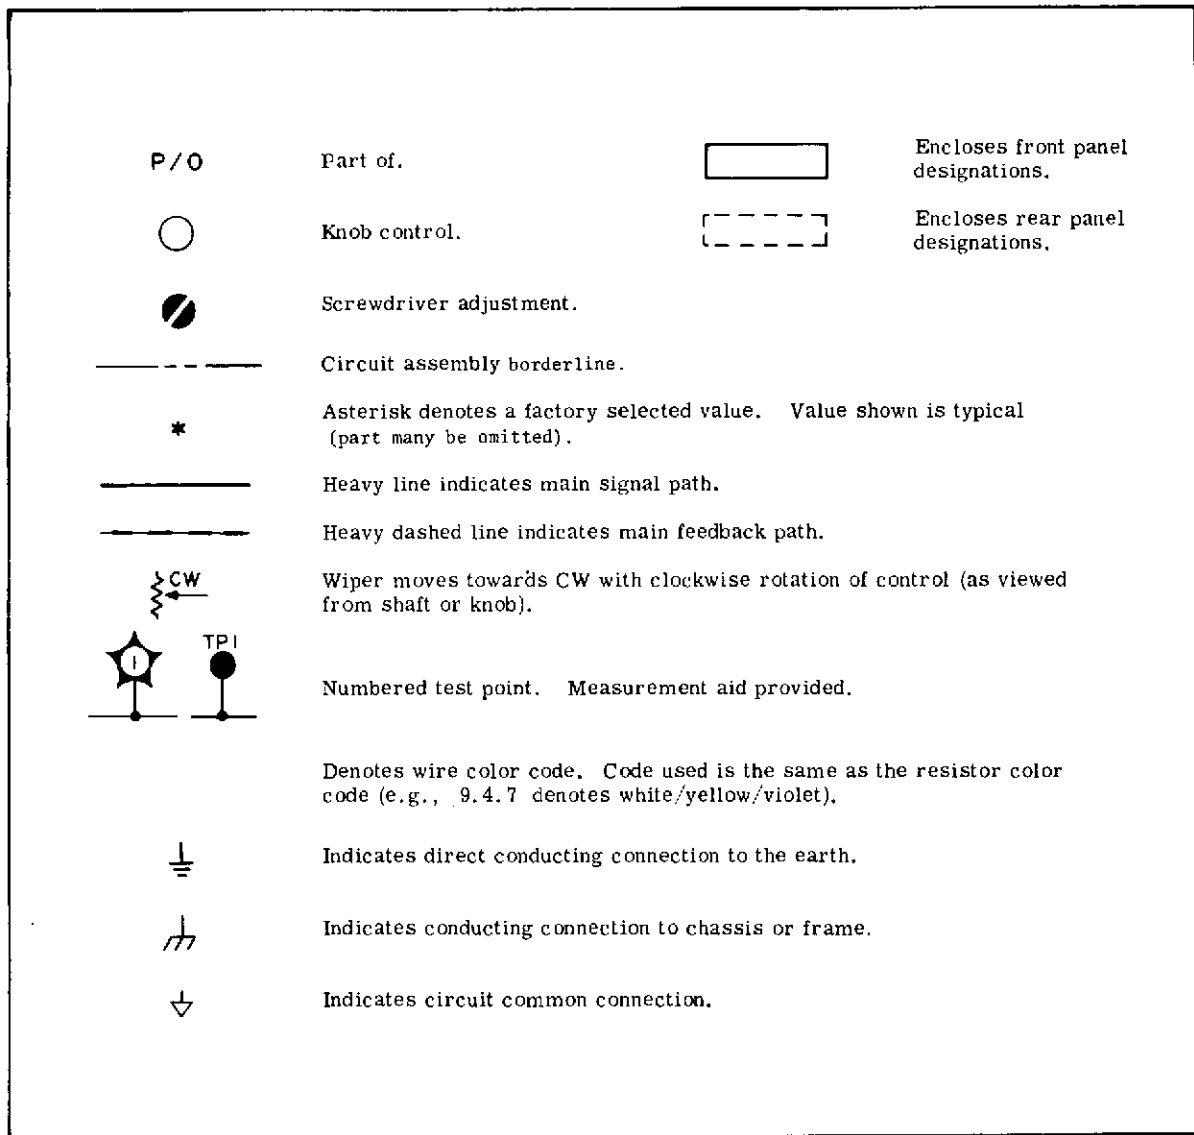 P/O Part of.
Encloses front panel
designations.
Knob control.
Encloses rear panel
designations.
Screwdriver adjustment.
Circuit assembly borderline.
* Asterisk denotes a factory selected value. Value shown is typical
(part many be omitted).
Heavy line indicates main signal path.
Heavy dashed line indicates main feedback path.
CW Wiper moves towards CW with clockwise rotation of control (as viewed
from shaft or knob).
1 TP1
Numbered test point. Measurement aid provided.
Denotes wire color code. Code used is the same as the resistor color
code (e.g., 9.4.7 denotes white/yellow/violet).
Indicates direct conducting connection to the earth.
Indicates conducting connection to chassis or frame.
Indicates circuit common connection.